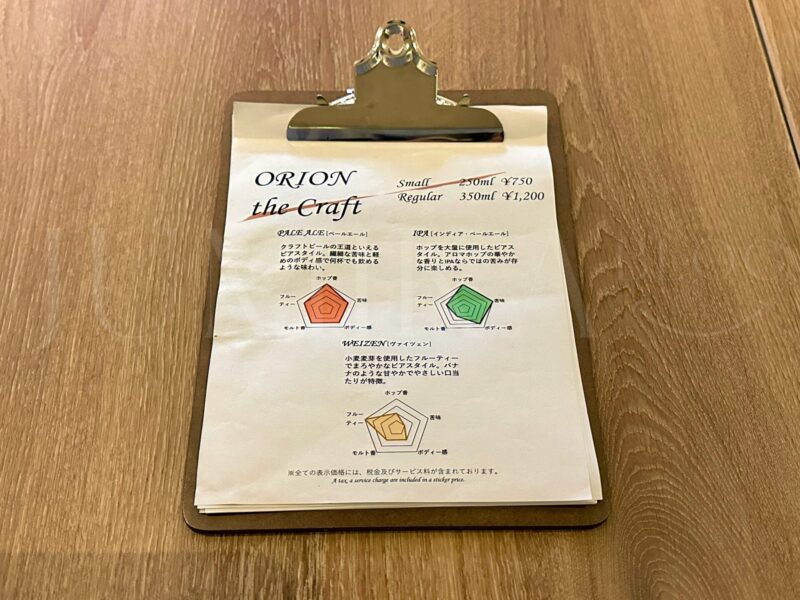 ORION
the Craft
Small 250ml ¥750
Regular 350ml ¥1,200
PALE ALE [ペールエール]
クラフトビールの王道といえる
ビアスタイル。繊細な苦味と軽
めのボディ感で何杯でも飲める
ような味わい。
ホップ香
フルーティー
苦味
モルト香
ボディー感
IPA [インディア・ペールエール]
ホップを大量に使用したビアス
タイル。アロマホップの華やか
な香りとIPAならではの苦みが存
分に楽しめる。
ホップ香
フルーティー
苦味
モルト香
ボディー感
WEIZEN [ヴァイツェン]
小麦麦芽を使用したフルーティー
でまろやかなビアスタイル。バナ
ナのような甘やかでやさしい口当
たりが特徴。
ホップ香
フルーティー
苦味
モルト香
ボディー感
※全ての表示価格には、税金及びサービス料が含まれております。
A tax, a service charge are included in a sticker price.